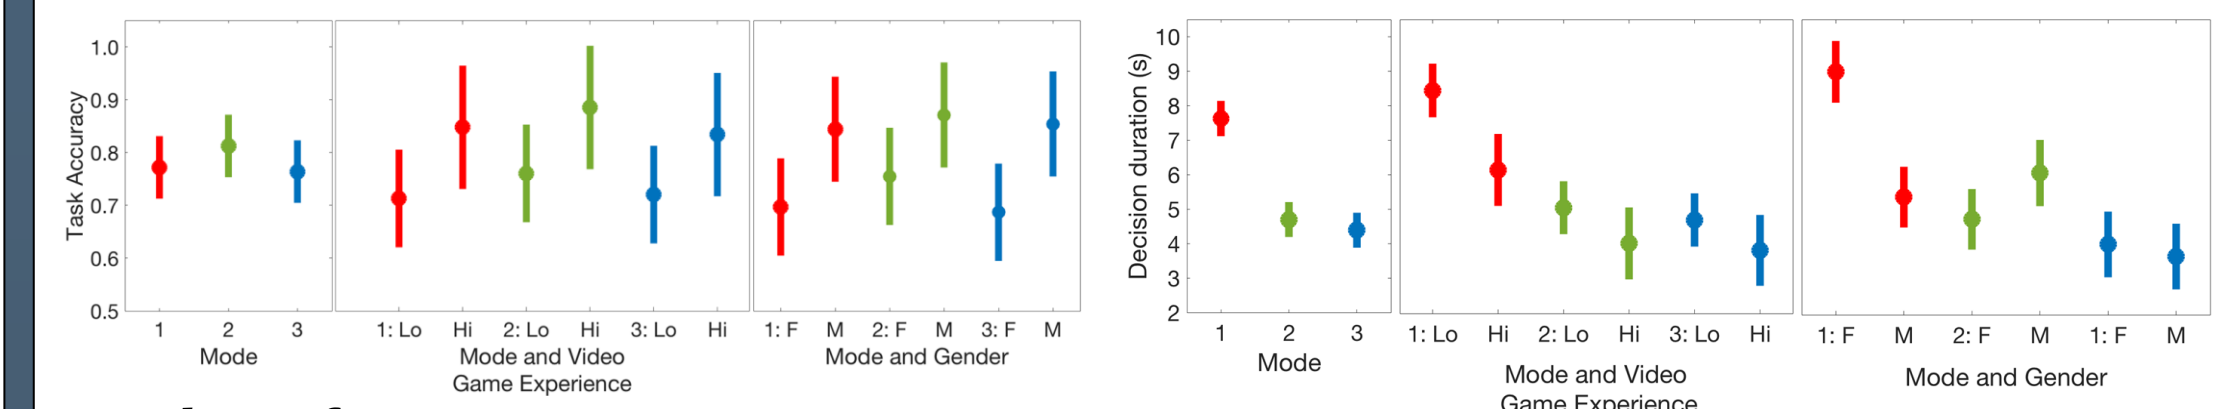 1.0
0.9
0.8
0.7
0.6
0.5
Task Accuracy
1 2 3
Mode
1: Lo Hi 2: Lo Hi 3: Lo Hi
Mode and Video
Game Experience
1: F M 2: F M 3: F M
Mode and Gender
10
9
8
7
6
5
4
3
2
Decision duration (s)
1 2 3
Mode
1: Lo Hi 2: Lo Hi 3: Lo Hi
Mode and Video
Game Experience
1: F M 2: F M 1: F M
Mode and Gender